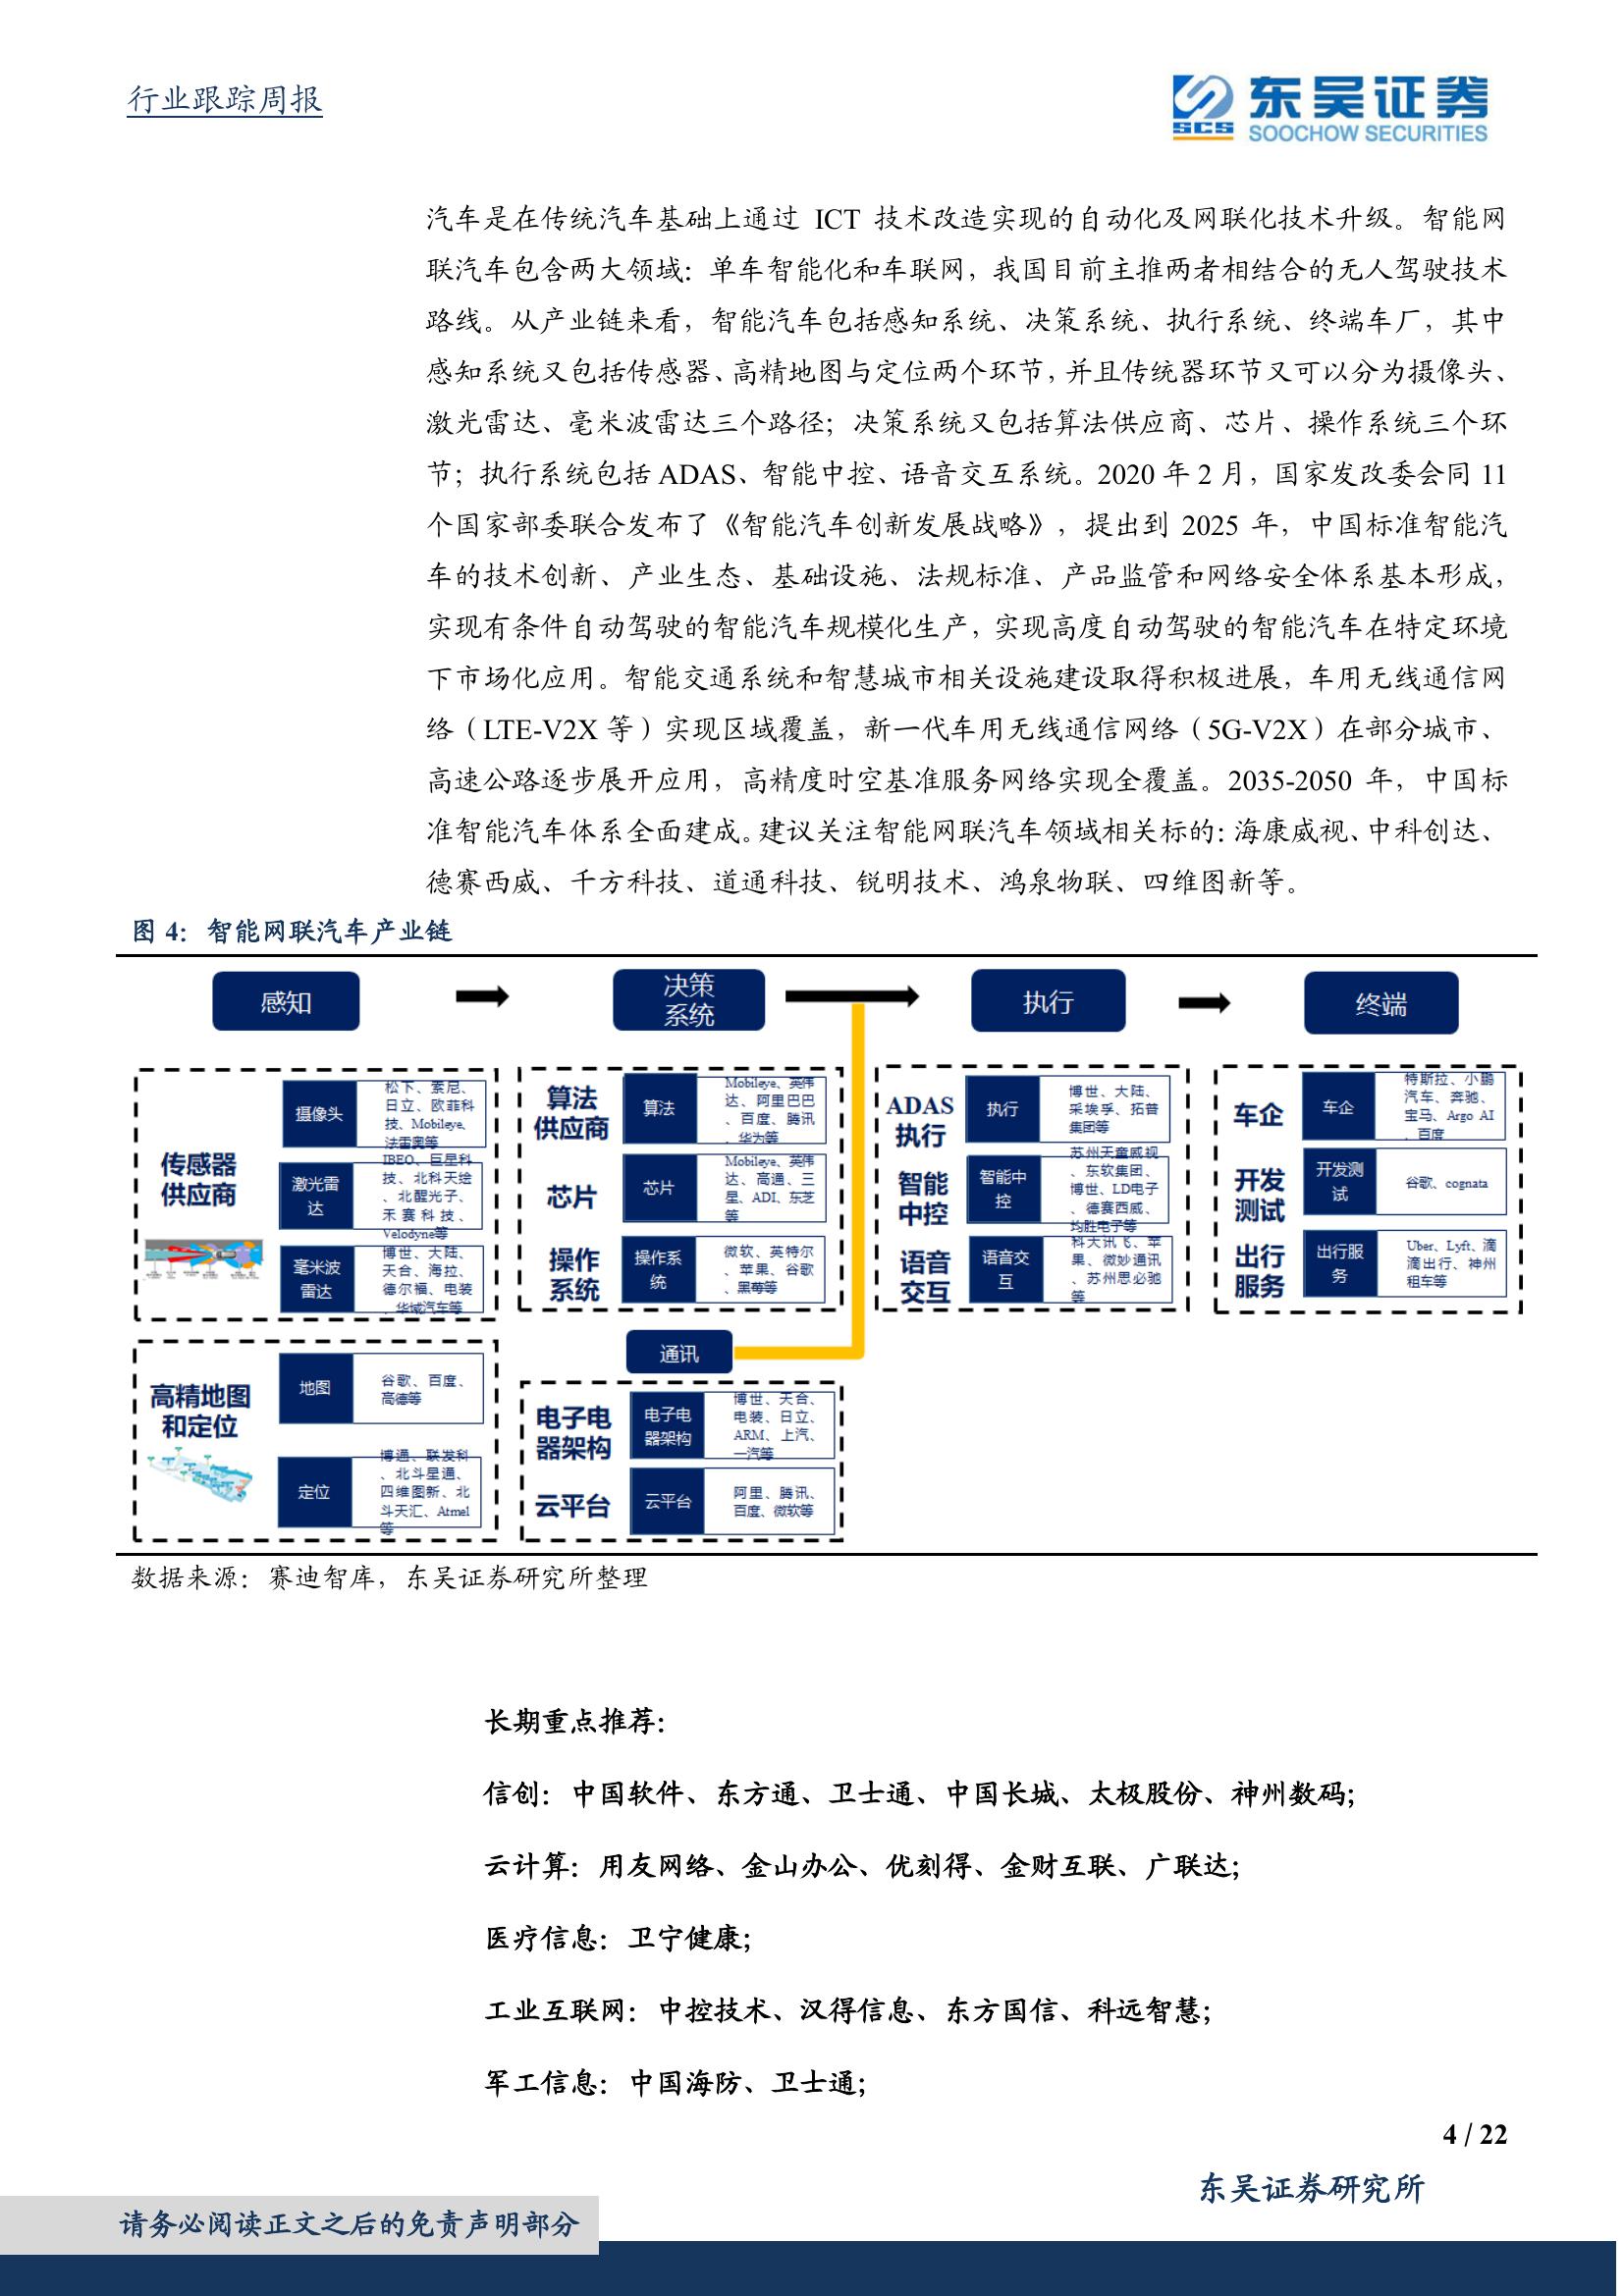 行业跟踪周报
SCS
东吴证券
SOOCHOW SECURITIES
汽车是在传统汽车基础上通过 ICT 技术改造实现的自动化及网联化技术升级。智能网
联汽车包含两大领域：单车智能化和车联网，我国目前主推两者相结合的无人驾驶技术
路线。从产业链来看，智能汽车包括感知系统、决策系统、执行系统、终端车厂，其中
感知系统又包括传感器、高精地图与定位两个环节，并且传统器环节又可以分为摄像头、
激光雷达、毫米波雷达三个路径；决策系统又包括算法供应商、芯片、操作系统三个环
节；执行系统包括 ADAS、智能中控、语音交互系统。2020 年 2 月，国家发改委会同 11
个国家部委联合发布了《智能汽车创新发展战略》，提出到 2025 年，中国标准智能汽
车的技术创新、产业生态、基础设施、法规标准、产品监管和网络安全体系基本形成，
实现有条件自动驾驶的智能汽车规模化生产，实现高度自动驾驶的智能汽车在特定环境
下市场化应用。智能交通系统和智慧城市相关设施建设取得积极进展，车用无线通信网
络（LTE-V2X 等）实现区域覆盖，新一代车用无线通信网络（5G-V2X）在部分城市、
高速公路逐步展开应用，高精度时空基准服务网络实现全覆盖。2035-2050 年，中国标
准智能汽车体系全面建成。建议关注智能网联汽车领域相关标的：海康威视、中科创达、
德赛西威、千方科技、道通科技、锐明技术、鸿泉物联、四维图新等。
图 4：智能网联汽车产业链
感知
决策
系统
执行
终端
传感器
供应商
摄像头
松下、索尼、
日立、欧菲科
技、Mobileye、
法雷奥等
激光雷
达
IBEO、巨星科
技、北科天绘
、北醒光子、
禾赛科技、
Velodyne等
毫米波
雷达
博世、大陆、
天合、海拉、
德尔福、电装
、华域汽车等
高精地图
和定位
地图
谷歌、百度、
高德等
定位
博通、联发科
、北斗星通、
四维图新、北
斗天汇、Atmel
等
算法
供应商
算法
Mobileye、英伟
达、阿里巴巴
、百度、腾讯
、华为等
芯片
芯片
Mobileye、英伟
达、高通、三
星、ADI、东芝
等
操作
系统
操作系
统
微软、英特尔
、苹果、谷歌
、黑莓等
通讯
电子电
器架构
电子电
器架构
博世、天合、
电装、日立、
ARM、上汽、
一汽等
云平台
云平台
阿里、腾讯、
百度、微软等
ADAS
执行
执行
博世、大陆、
采埃孚、拓普
集团等
智能
中控
智能中
控
苏州天童威视
、东软集团、
博世、LD电子
、德赛西威、
均胜电子等
语音
交互
语音交
互
科大讯飞、苹
果、微妙通讯
、苏州思必驰
等
车企
车企
特斯拉、小鹏
汽车、奔驰、
宝马、Argo AI
、百度
开发
测试
开发测
试
谷歌、cognata
出行
服务
出行服
务
Uber、Lyft、滴
滴出行、神州
租车等
数据来源：赛迪智库，东吴证券研究所整理
长期重点推荐：
信创：中国软件、东方通、卫士通、中国长城、太极股份、神州数码；
云计算：用友网络、金山办公、优刻得、金财互联、广联达；
医疗信息：卫宁健康；
工业互联网：中控技术、汉得信息、东方国信、科远智慧；
军工信息：中国海防、卫士通；
4 / 22
东吴证券研究所
请务必阅读正文之后的免责声明部分